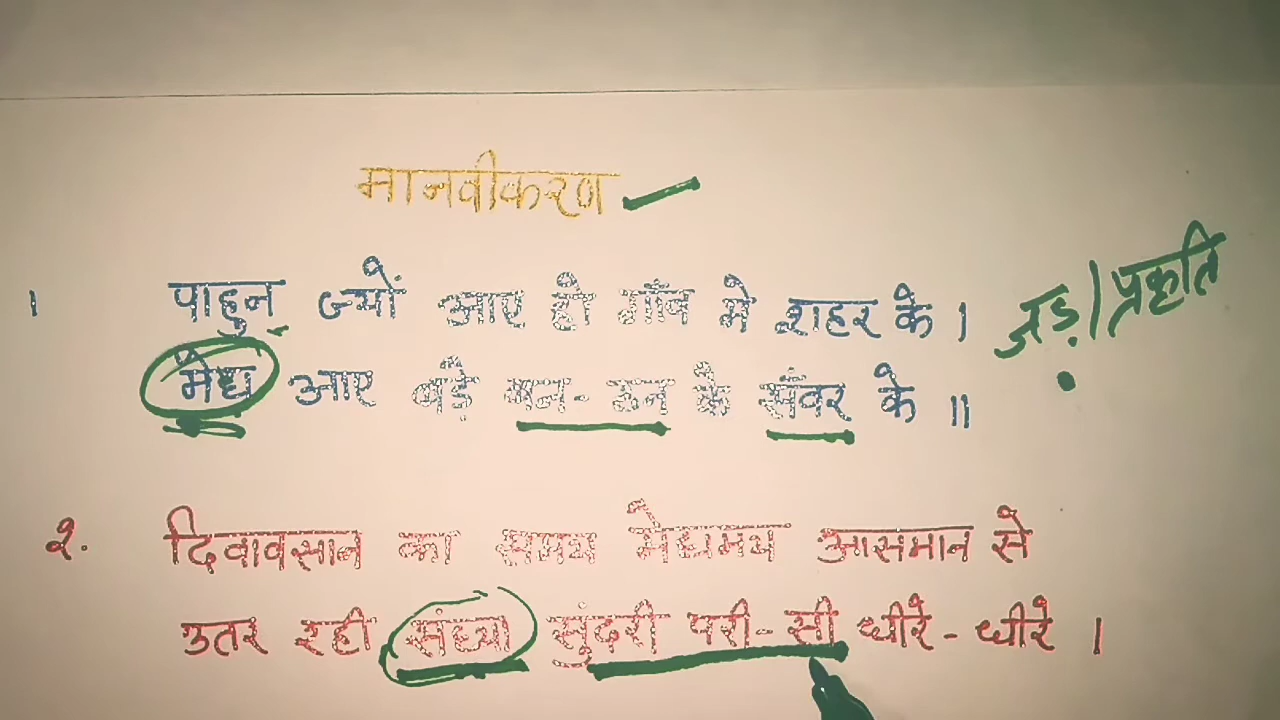 मानवीकरण
१ पाहुन ज्यों आए हो गाँव मे शहर के ।
जड़ / प्रकृति
मेघ आए बड़े बन-ठन के सँवर के ॥
२. दिवावसान का समय मेघमय आसमान से
उतर रही संध्या सुंदरी परी-सी धीरे-धीरे ।